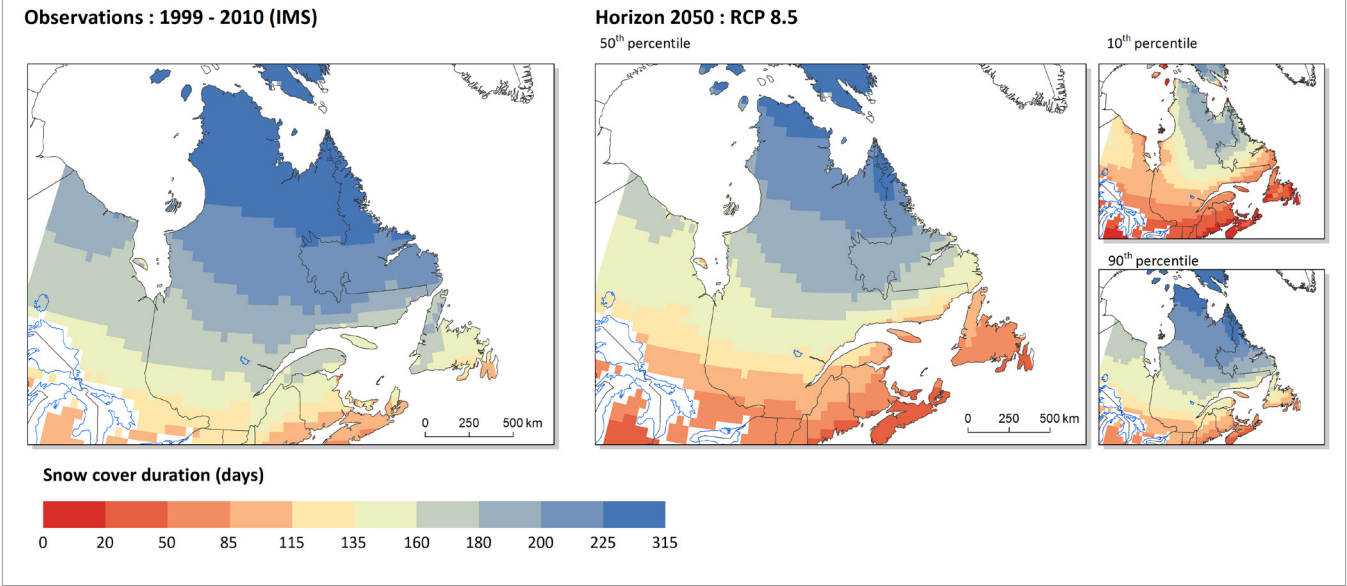 Observations : 1999 - 2010 (IMS)
Horizon 2050 : RCP 8.5
50th percentile
10th percentile
90th percentile
0 250 500 km
0 250 500 km
Snow cover duration (days)
0 20 50 85 115 135 160 180 200 225 315